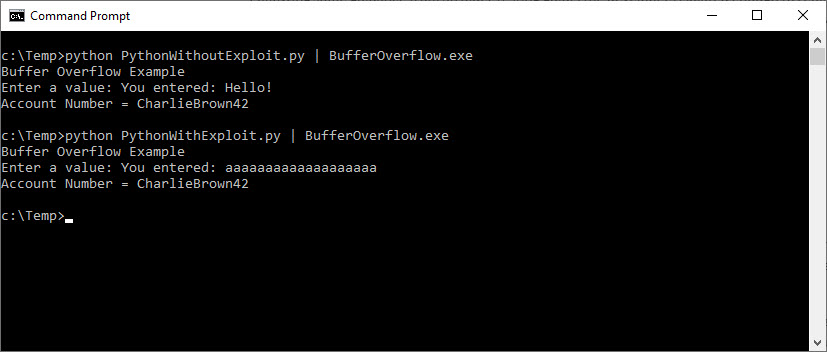 Command Prompt
c:\Temp>python PythonWithoutExploit.py | BufferOverflow.exe
Buffer Overflow Example
Enter a value: You entered: Hello!
Account Number = CharlieBrown42
c:\Temp>python PythonWithExploit.py | BufferOverflow.exe
Buffer Overflow Example
Enter a value: You entered: aaaaaaaaaaaaaaaaaaa
Account Number = CharlieBrown42
c:\Temp>